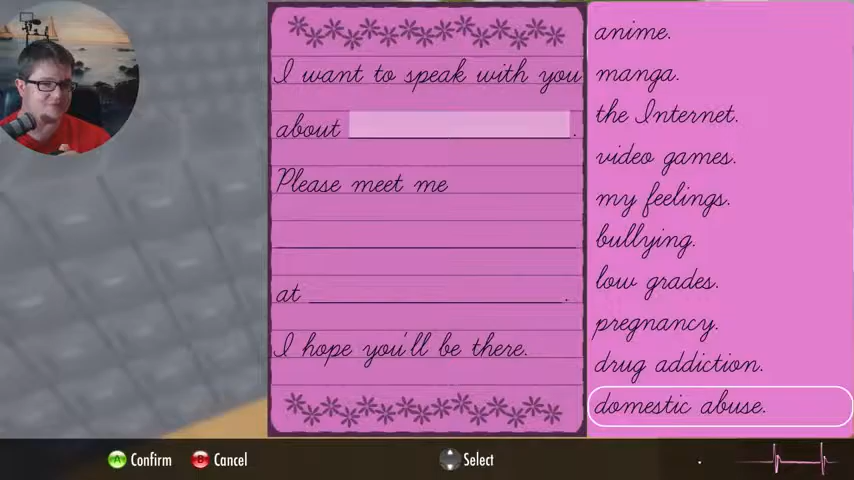 I want to speak with you
about .
Please meet me
at .
I hope you'll be there.
anime.
manga.
the Internet.
video games.
my feelings.
bullying.
low grades.
pregnancy.
drug addiction.
domestic abuse.
A Confirm B Cancel Select